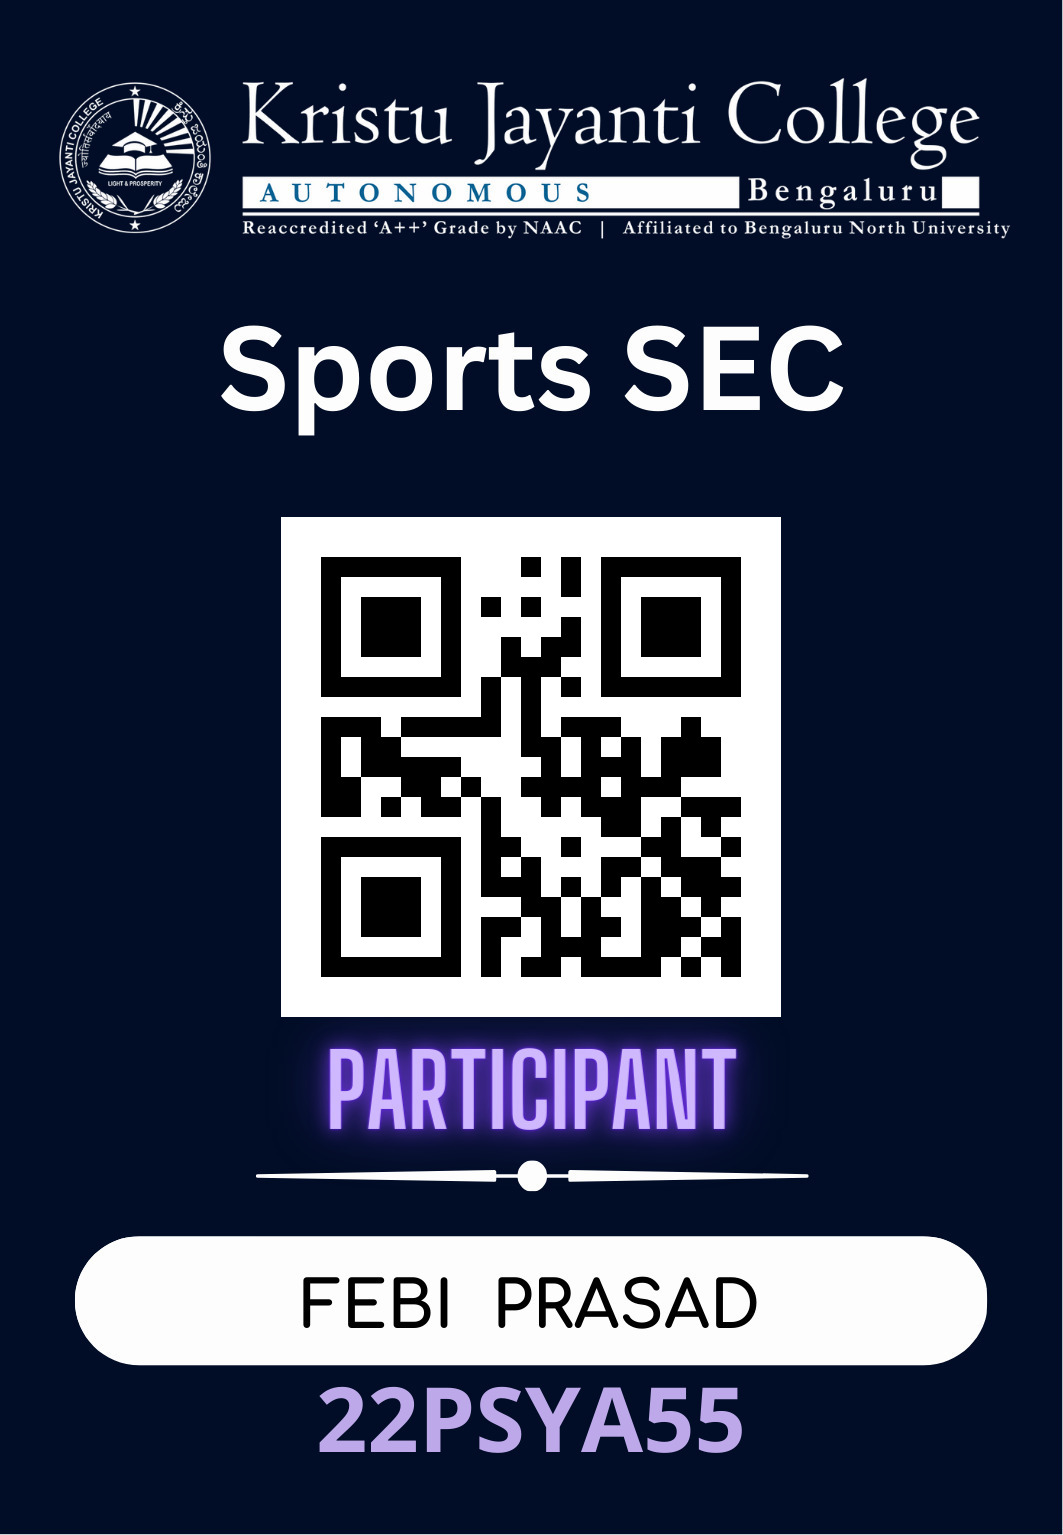 KRISTU JAYANTI COLLEGE
LIGHT & PROSPERITY
Kristu Jayanti College
AUTONOMOUS Bengaluru
Reaccredited ‘A++’ Grade by NAAC | Affiliated to Bengaluru North University
Sports SEC
PARTICIPANT
FEBI PRASAD
22PSYA55